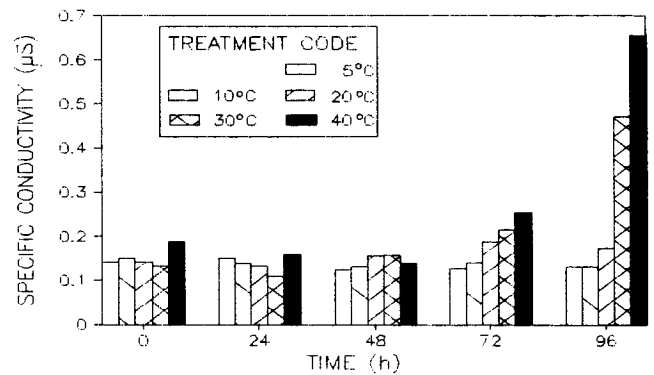 0.7
0.6
0.5
0.4
0.3
0.2
0.1
0
SPECIFIC CONDUCTIVITY (µS)
TREATMENT CODE
5°C
10°C 20°C
30°C 40°C
0 24 48 72 96
TIME (h)